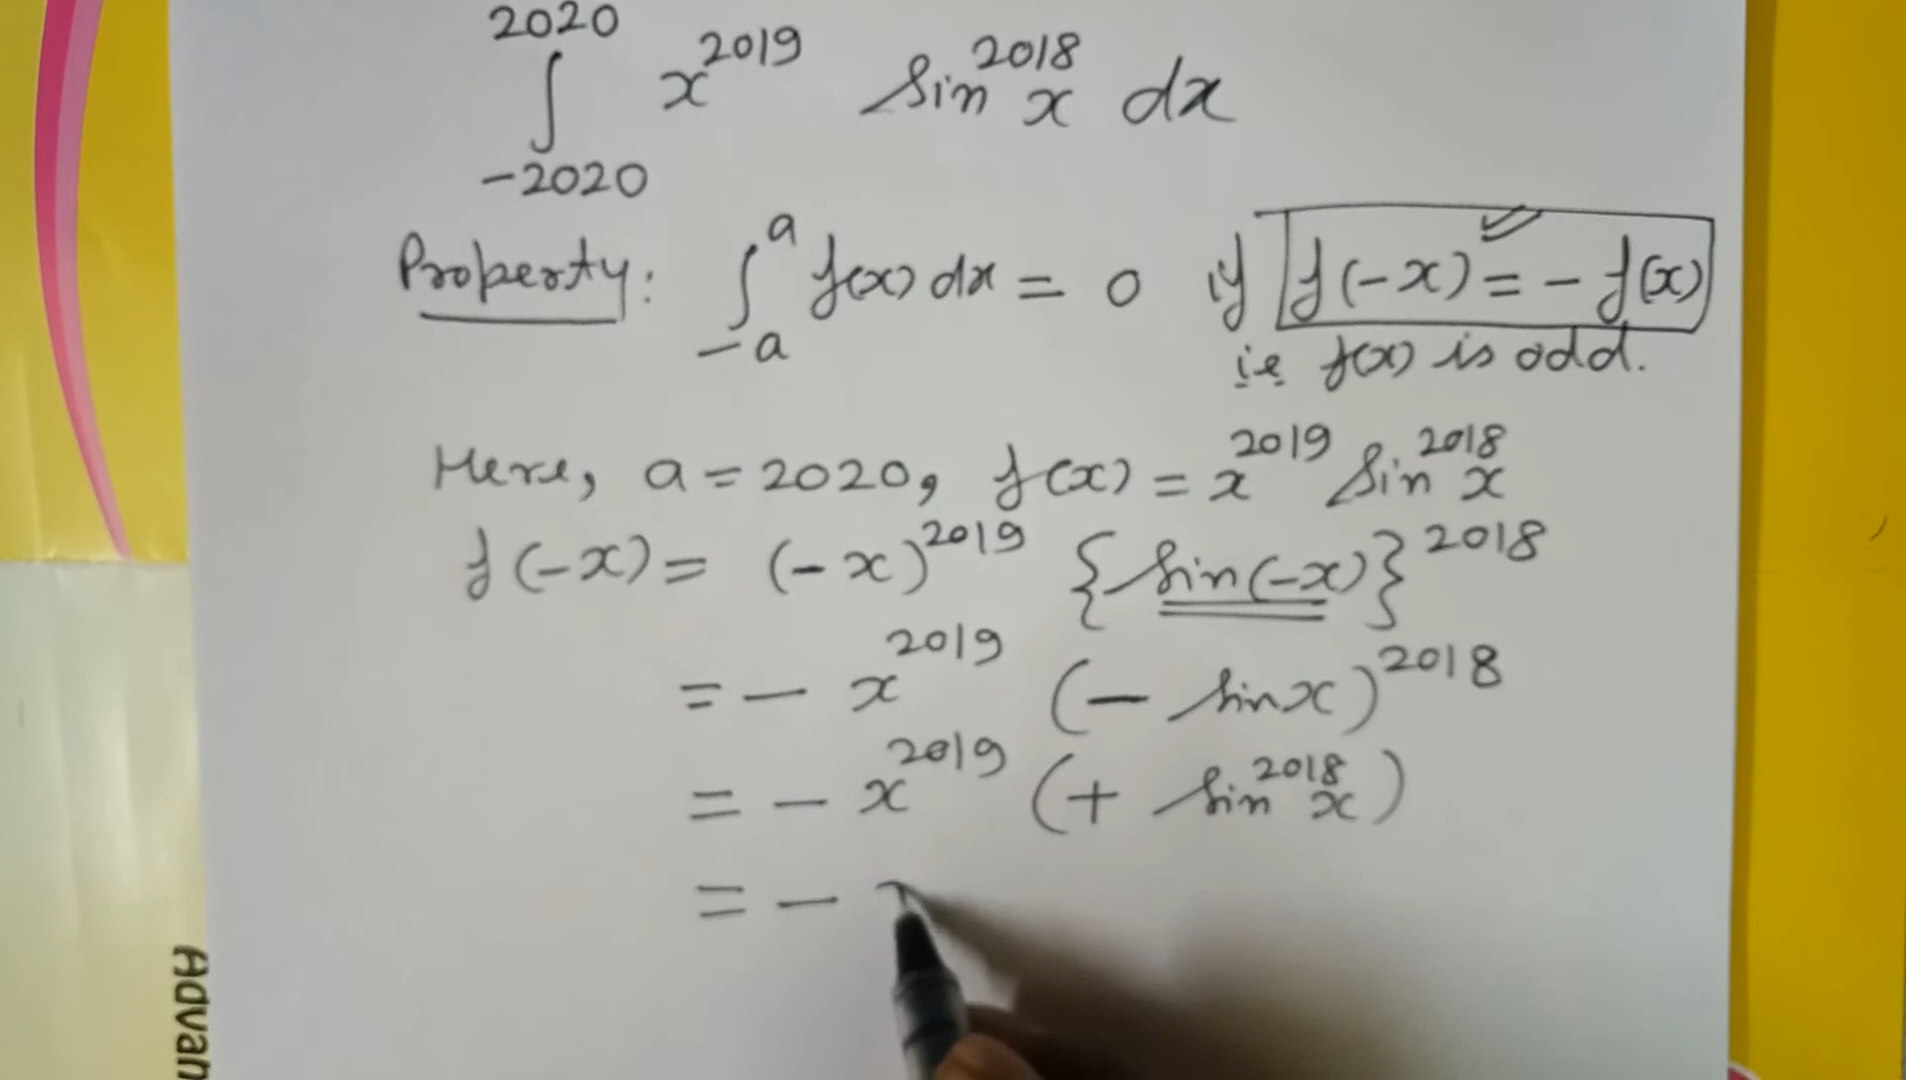 ∫_{-2020}^{2020} x^{2019} sin^{2018} x dx
Property: ∫_{-a}^{a} f(x) dx = 0 if f(-x) = -f(x)
i.e f(x) is odd.
Here, a = 2020, f(x) = x^{2019} sin^{2018} x
f(-x) = (-x)^{2019} {sin(-x)}^{2018}
= - x^{2019} (- sinx)^{2018}
= - x^{2019} (+ sin^{2018} x)
= -
Advan